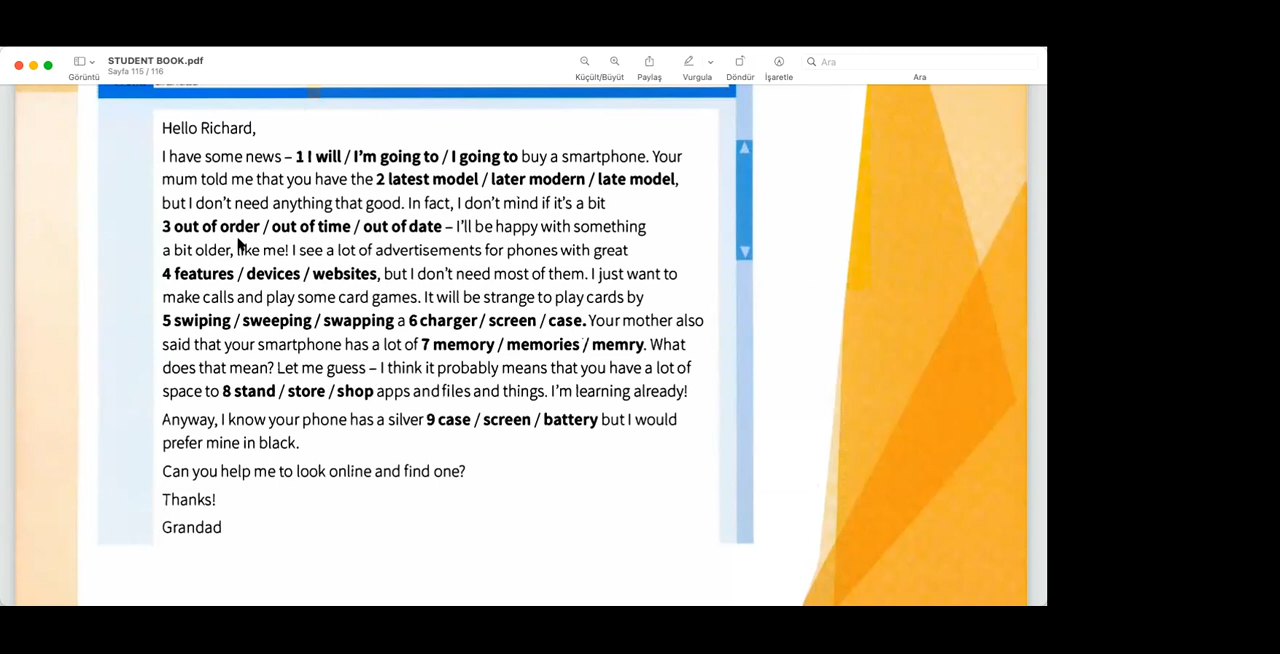 STUDENT BOOK.pdf
Sayfa 115 / 116
Görüntü
Küçült/Büyüt
Paylaş
Vurgula
Döndür
İşaretle
Ara
Ara
Hello Richard,
I have some news – 1 I will / I'm going to / I going to buy a smartphone. Your
mum told me that you have the 2 latest model / later modern / late model,
but I don't need anything that good. In fact, I don't mind if it's a bit
3 out of order / out of time / out of date – I'll be happy with something
a bit older, like me! I see a lot of advertisements for phones with great
4 features / devices / websites, but I don't need most of them. I just want to
make calls and play some card games. It will be strange to play cards by
5 swiping / sweeping / swapping a 6 charger / screen / case. Your mother also
said that your smartphone has a lot of 7 memory / memories / memry. What
does that mean? Let me guess – I think it probably means that you have a lot of
space to 8 stand / store / shop apps and files and things. I'm learning already!
Anyway, I know your phone has a silver 9 case / screen / battery but I would
prefer mine in black.
Can you help me to look online and find one?
Thanks!
Grandad